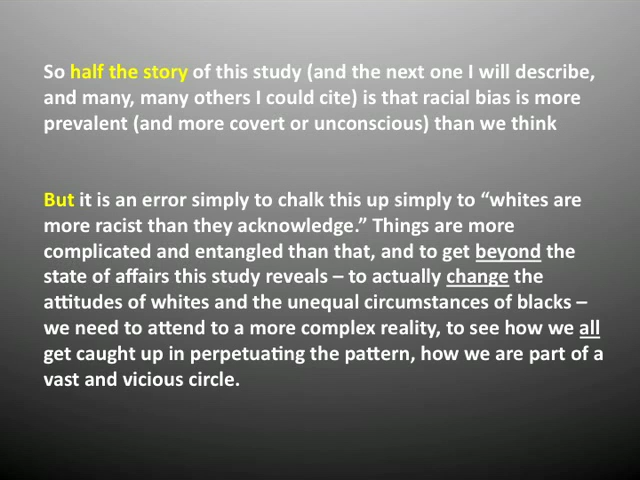 So half the story of this study (and the next one I will describe,
and many, many others I could cite) is that racial bias is more
prevalent (and more covert or unconscious) than we think
But it is an error simply to chalk this up simply to “whites are
more racist than they acknowledge.” Things are more
complicated and entangled than that, and to get beyond the
state of affairs this study reveals – to actually change the
attitudes of whites and the unequal circumstances of blacks –
we need to attend to a more complex reality, to see how we all
get caught up in perpetuating the pattern, how we are part of a
vast and vicious circle.